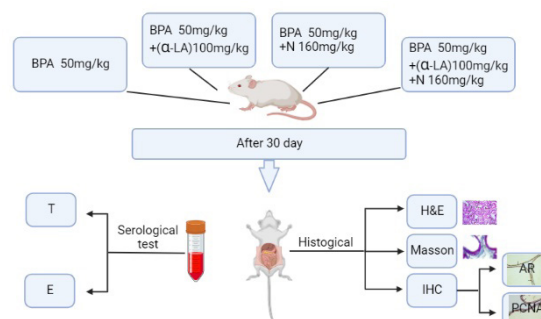 BPA 50mg/kg
BPA 50mg/kg
+(α-LA)100mg/kg
BPA 50mg/kg
+N 160mg/kg
BPA 50mg/kg
+(α-LA)100mg/kg
+N 160mg/kg
After 30 day
T
E
Serological
test
Histogical
H&E
Masson
IHC
AR
PCNA